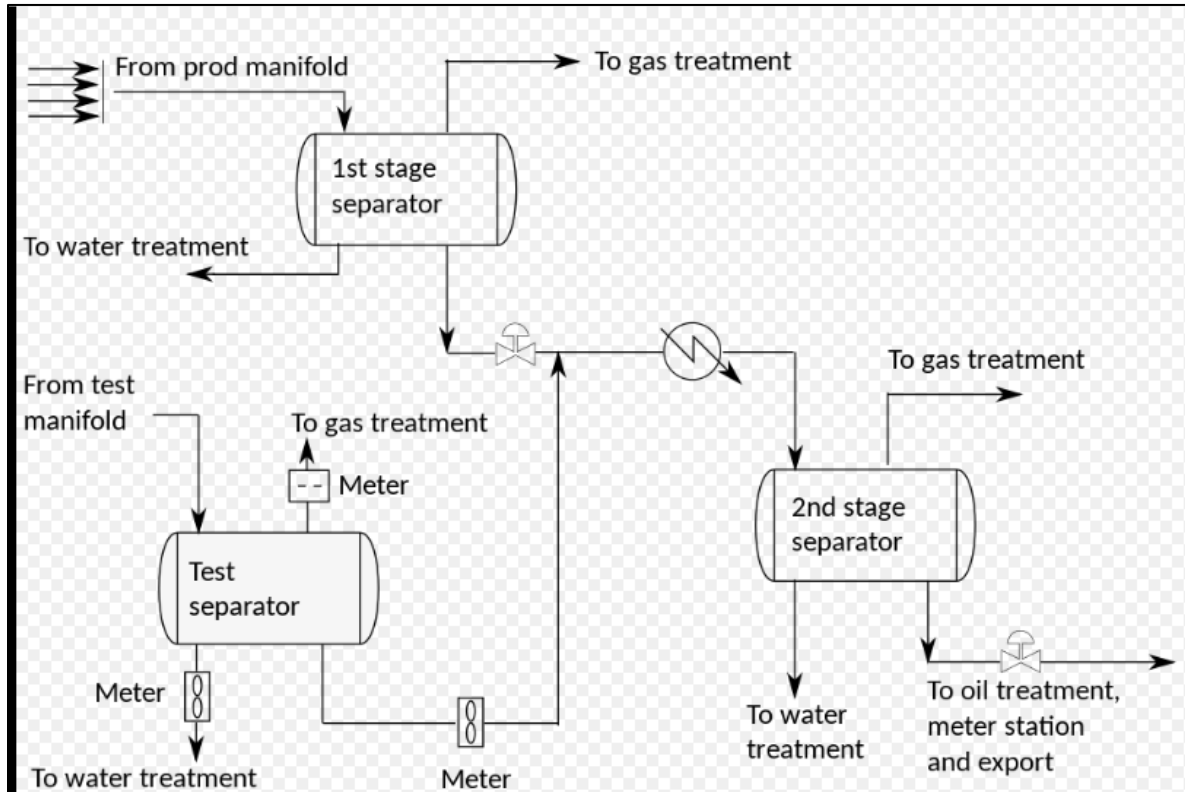 From prod manifold
To gas treatment
1st stage
separator
To water treatment
From test
manifold
To gas treatment
Meter
To gas treatment
Test
separator
2nd stage
separator
Meter
To water treatment
Meter
To water
treatment
To oil treatment,
meter station
and export